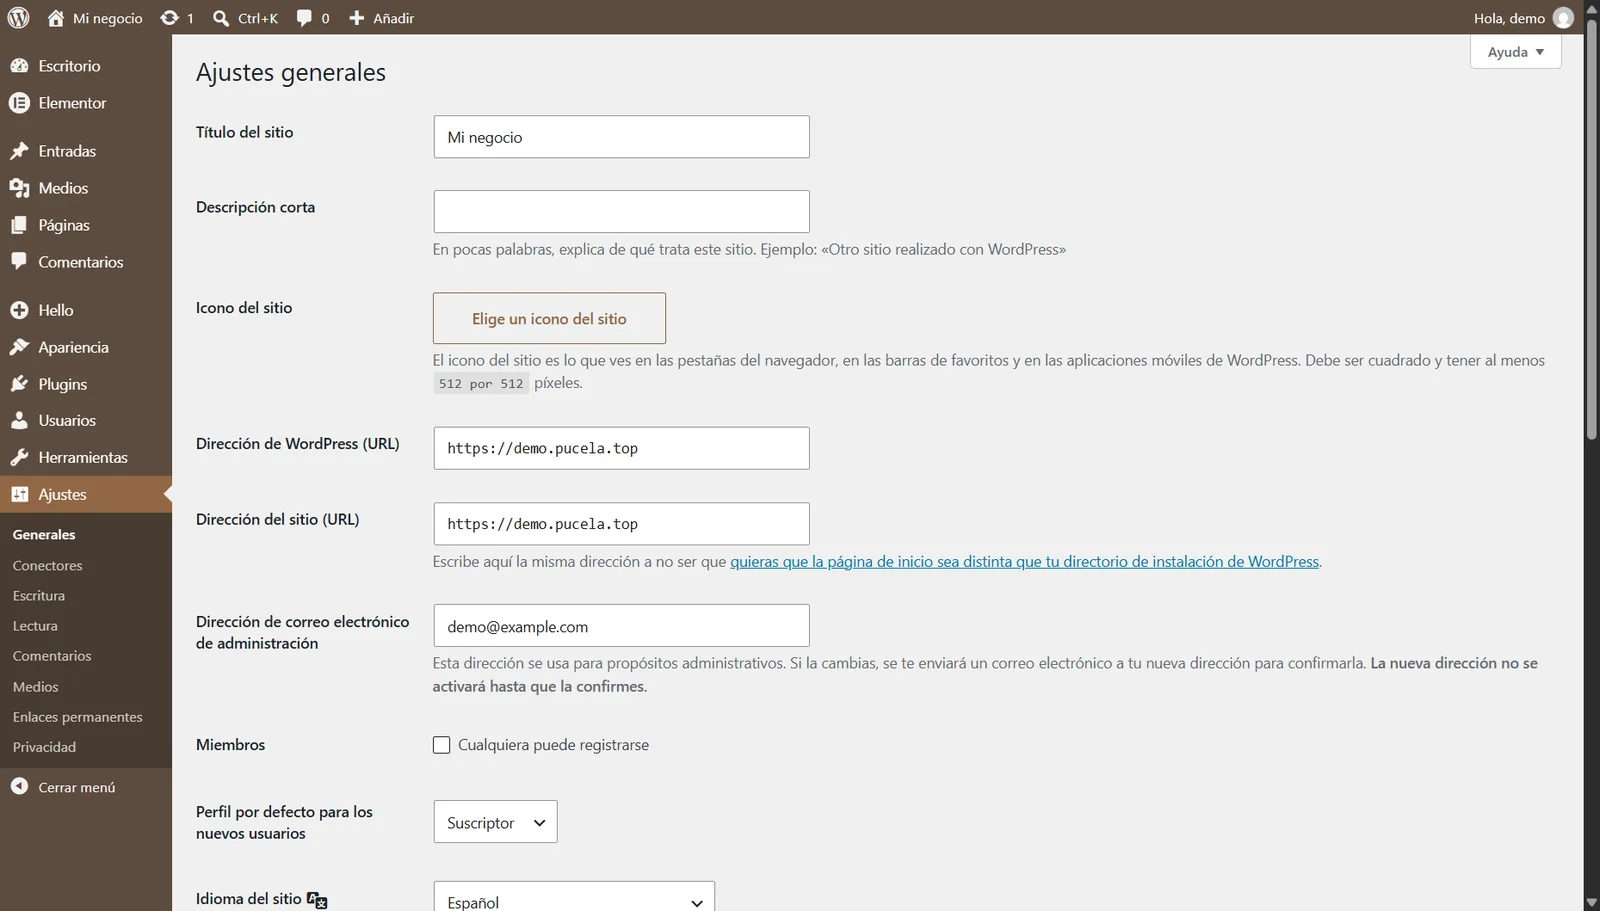 Mi negocio
1
Ctrl+K
0
Añadir
Hola, demo
Escritorio
Elementor
Entradas
Medios
Páginas
Comentarios
Hello
Apariencia
Plugins
Usuarios
Herramientas
Ajustes
Generales
Conectores
Escritura
Lectura
Comentarios
Medios
Enlaces permanentes
Privacidad
Cerrar menú
Ayuda
Ajustes generales
Título del sitio
Mi negocio
Descripción corta
En pocas palabras, explica de qué trata este sitio. Ejemplo: «Otro sitio realizado con WordPress»
Icono del sitio
Elige un icono del sitio
El icono del sitio es lo que ves en las pestañas del navegador, en las barras de favoritos y en las aplicaciones móviles de WordPress. Debe ser cuadrado y tener al menos
512 por 512 píxeles.
Dirección de WordPress (URL)
https://demo.pucela.top
Dirección del sitio (URL)
https://demo.pucela.top
Escribe aquí la misma dirección a no ser que quieras que la página de inicio sea distinta que tu directorio de instalación de WordPress.
Dirección de correo electrónico
de administración
demo@example.com
Esta dirección se usa para propósitos administrativos. Si la cambias, se te enviará un correo electrónico a tu nueva dirección para confirmarla. La nueva dirección no se
activará hasta que la confirmes.
Miembros
Cualquiera puede registrarse
Perfil por defecto para los
nuevos usuarios
Suscriptor
Idioma del sitio
Español